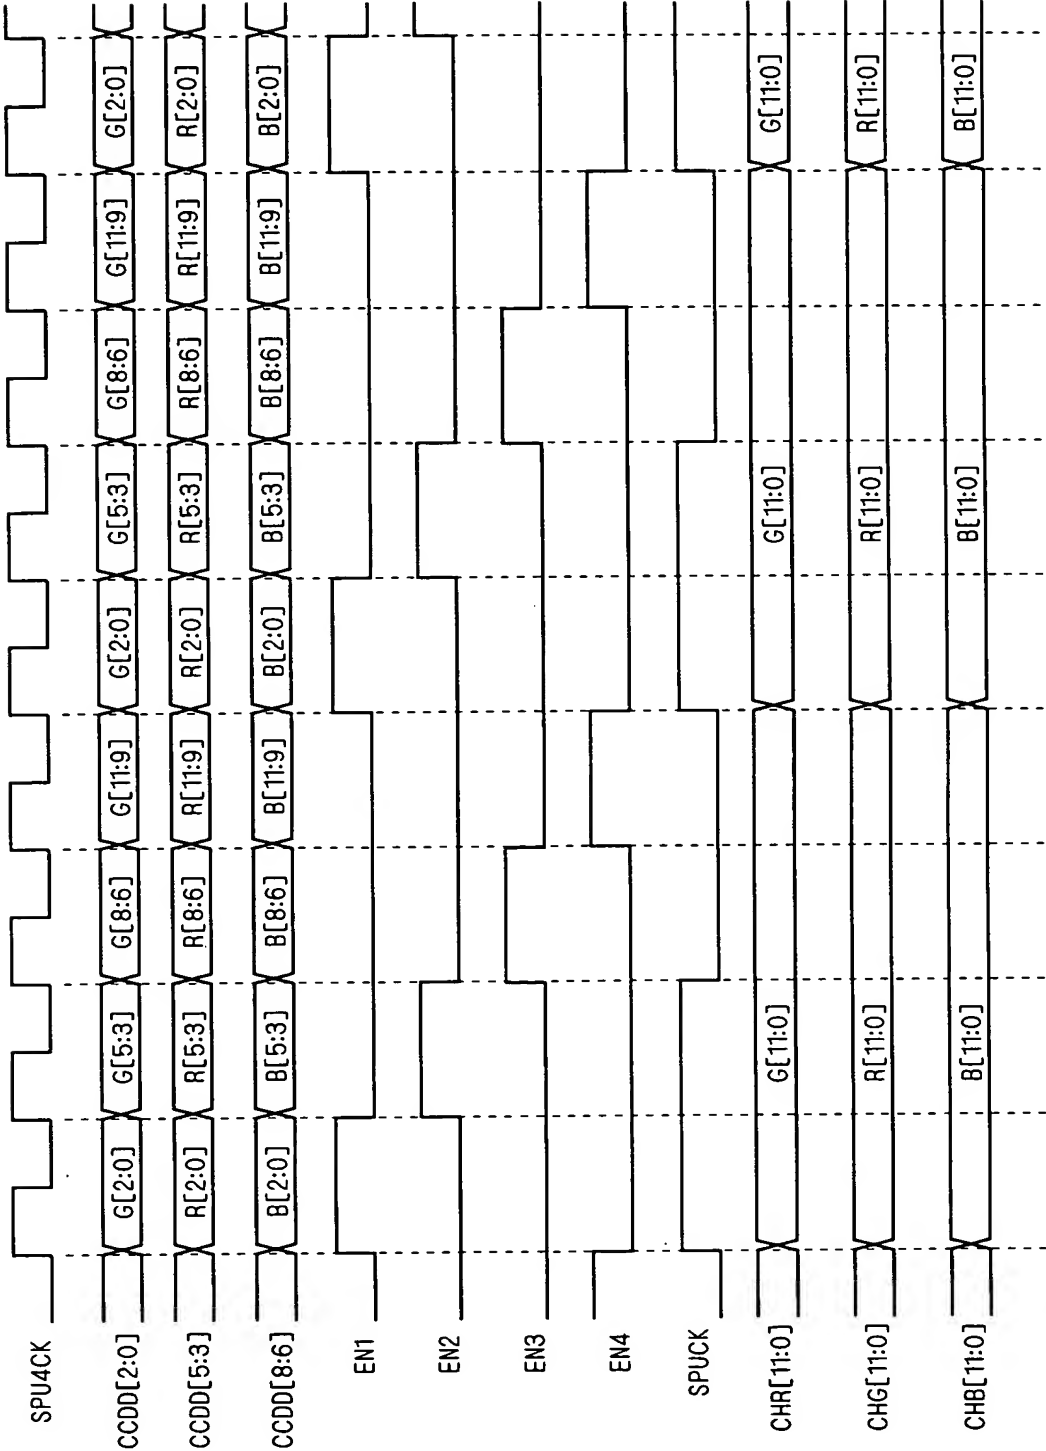 SPU4CK
CCDD[2:0] G[2:0] G[5:3] G[8:6] G[11:9] G[2:0] G[5:3] G[8:6] G[11:9] G[2:0]
CCDD[5:3] R[2:0] R[5:3] R[8:6] R[11:9] R[2:0] R[5:3] R[8:6] R[11:9] R[2:0]
CCDD[8:6] B[2:0] B[5:3] B[8:6] B[11:9] B[2:0] B[5:3] B[8:6] B[11:9] B[2:0]
EN1
EN2
EN3
EN4
SPUCK
CHR[11:0] G[11:0] G[11:0] G[11:0]
CHG[11:0] R[11:0] R[11:0] R[11:0]
CHB[11:0] B[11:0] B[11:0] B[11:0]